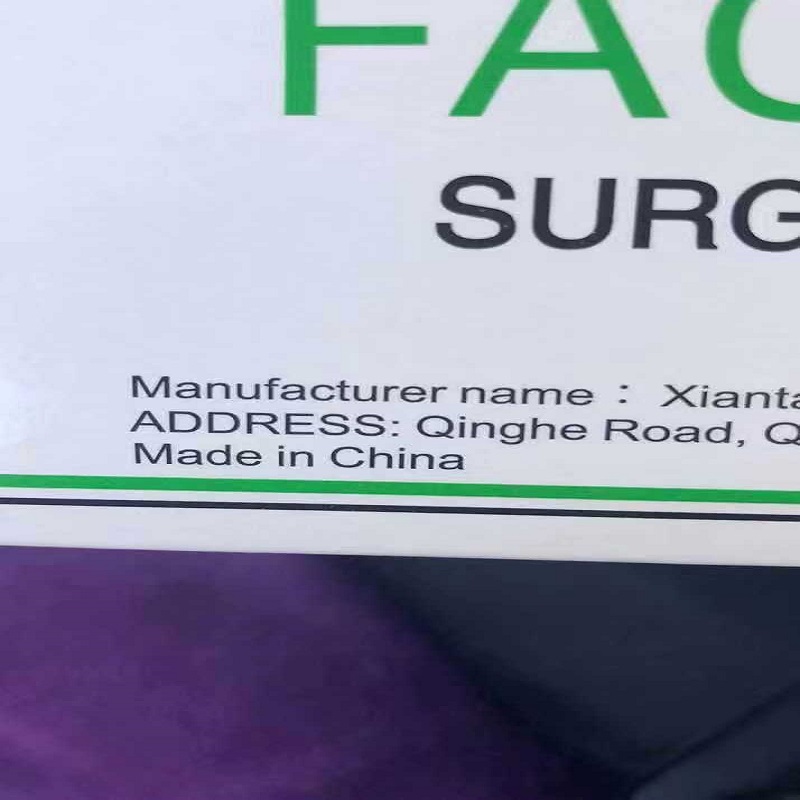 FAC
SURG
Manufacturer name： Xianta
ADDRESS: Qinghe Road, Q
Made in China